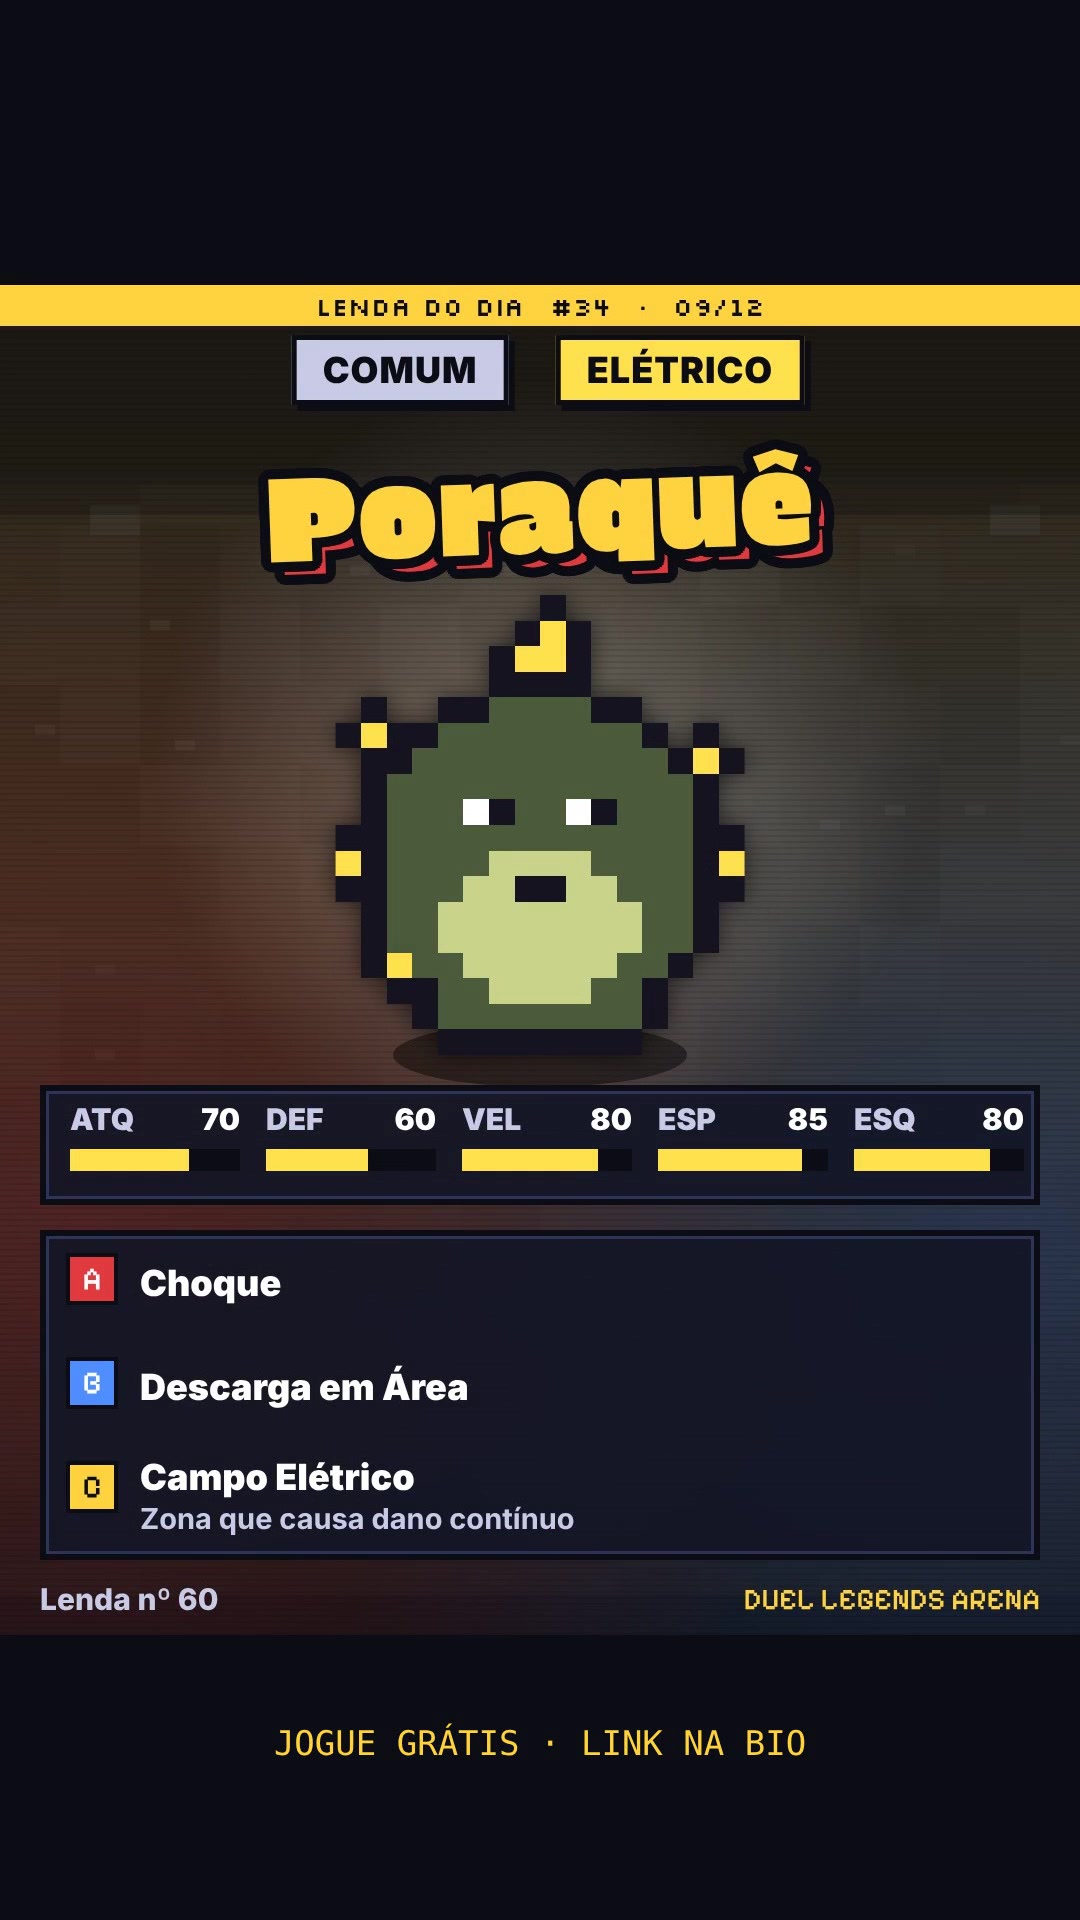 LENDA DO DIA #34 · 09/12
COMUM ELÉTRICO
Poraquê
ATQ 70 DEF 60 VEL 80 ESP 85 ESQ 80
A Choque
B Descarga em Área
C Campo Elétrico
Zona que causa dano contínuo
Lenda nº 60 DUEL LEGENDS ARENA
JOGUE GRÁTIS · LINK NA BIO